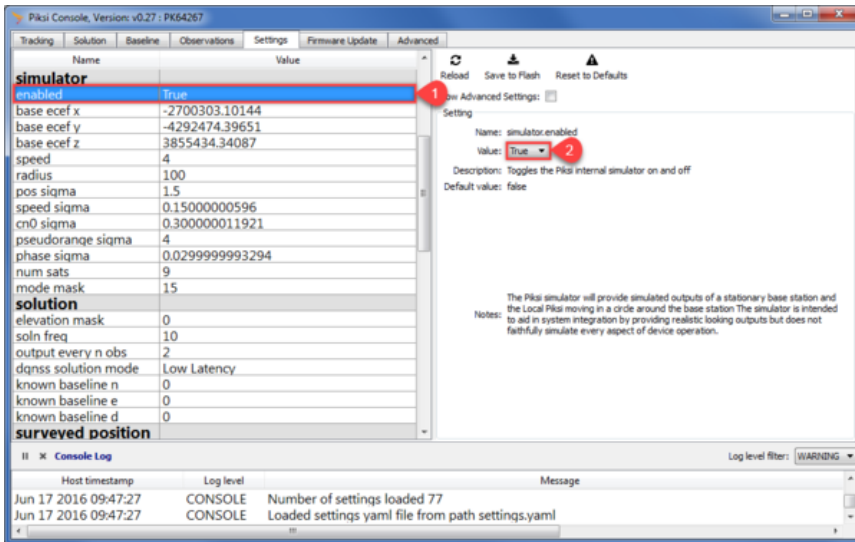 Piksi Console, Version: v0.27 : PK64267
Tracking Solution Baseline Observations Settings Firmware Update Advanced
Name Value
simulator
enabled True
base ecef x -2700303.10144
base ecef y -4292474.39651
base ecef z 3855434.34087
speed 4
radius 100
pos sigma 1.5
speed sigma 0.15000000596
cn0 sigma 0.300000011921
pseudorange sigma 4
phase sigma 0.0299999993294
num sats 9
mode mask 15
solution
elevation mask 0
soln freq 10
output every n obs 2
dgnss solution mode Low Latency
known baseline n 0
known baseline e 0
known baseline d 0
surveyed position
1
Reload Save to Flash Reset to Defaults
ow Advanced Settings:
Setting
Name: simulator.enabled
Value: True 2
Description: Toggles the Piksi internal simulator on and off
Default value: false
Notes: The Piksi simulator will provide simulated outputs of a stationary base station and
the Local Piksi moving in a circle around the base station The simulator is intended
to aid in system integration by providing realistic looking outputs but does not
faithfully simulate every aspect of device operation.
Console Log Log level filter: WARNING
Host timestamp Log level Message
Jun 17 2016 09:47:27 CONSOLE Number of settings loaded 77
Jun 17 2016 09:47:27 CONSOLE Loaded settings yaml file from path settings.yaml